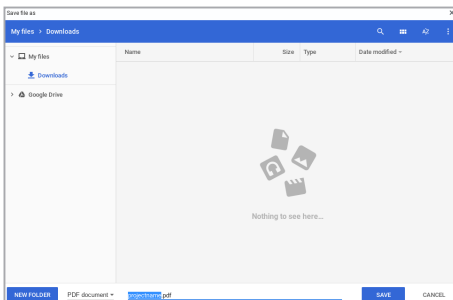 Save file as
My files > Downloads
Name Size Type Date modified
My files
Downloads
Google Drive
Nothing to see here...
NEW FOLDER PDF document projectname.pdf SAVE CANCEL